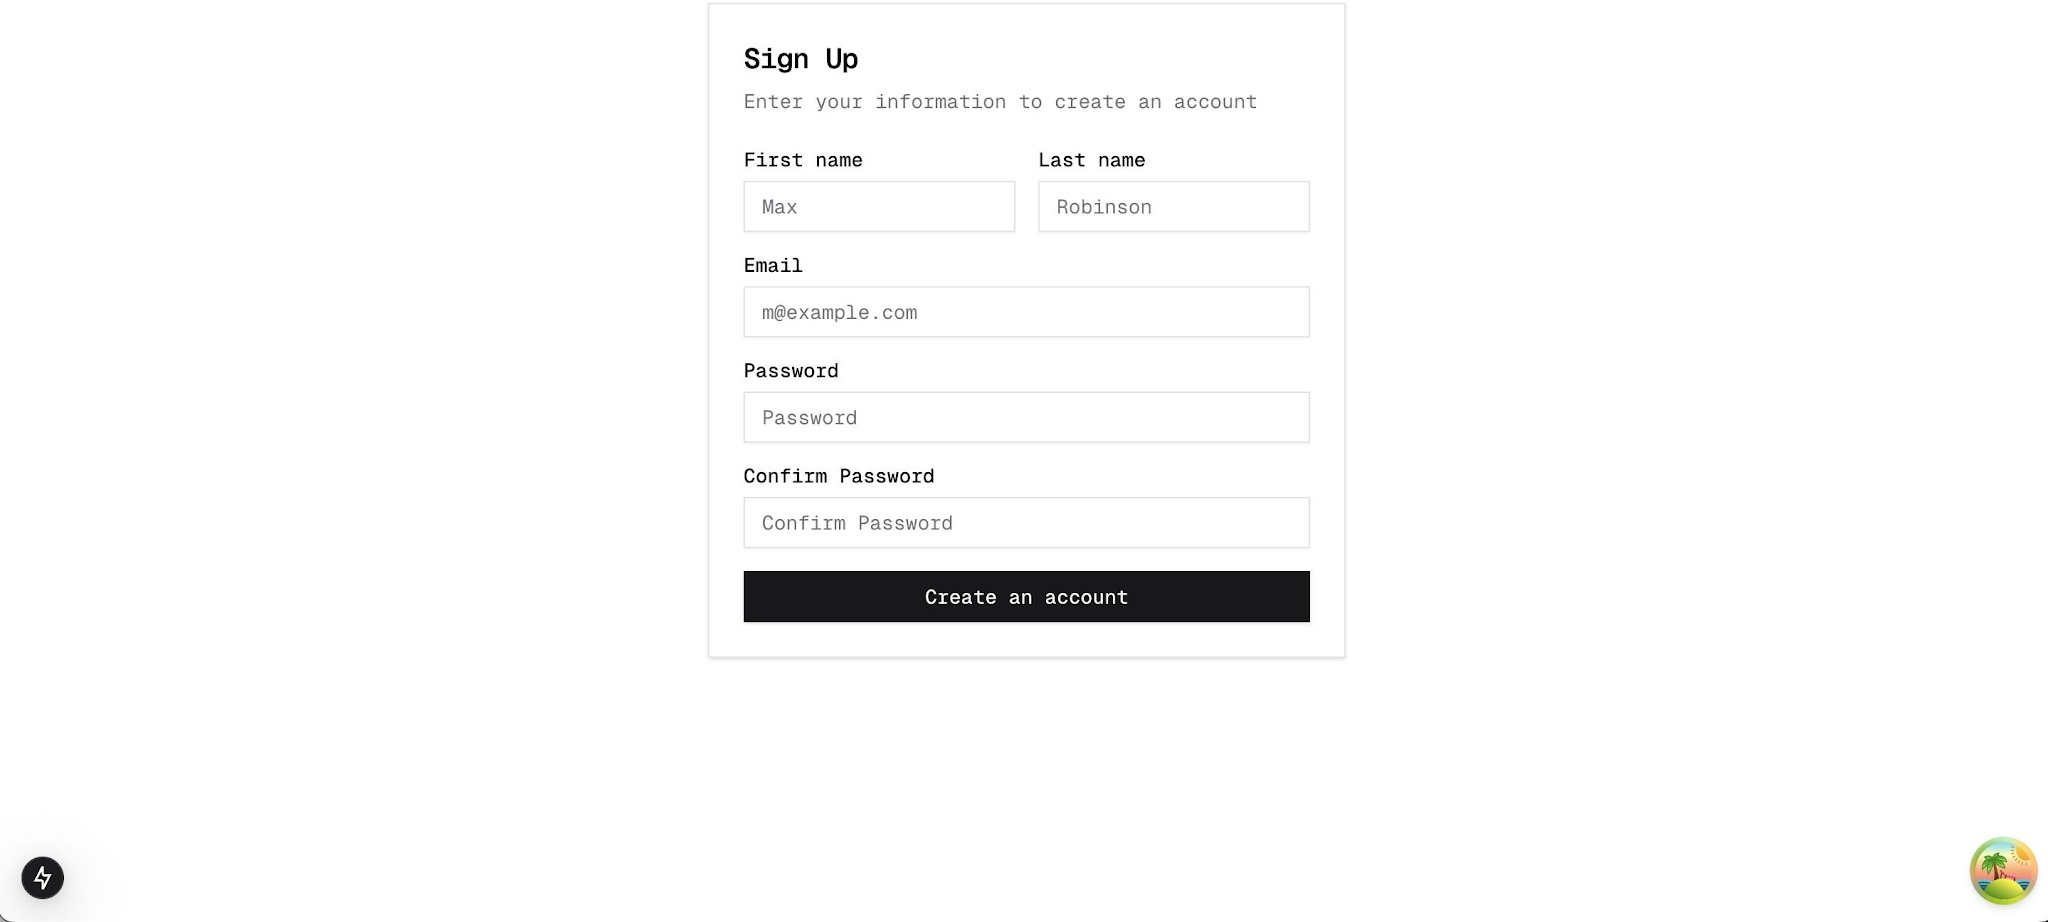 Sign Up
Enter your information to create an account
First name
Last name
Max
Robinson
Email
m@example.com
Password
Password
Confirm Password
Confirm Password
Create an account